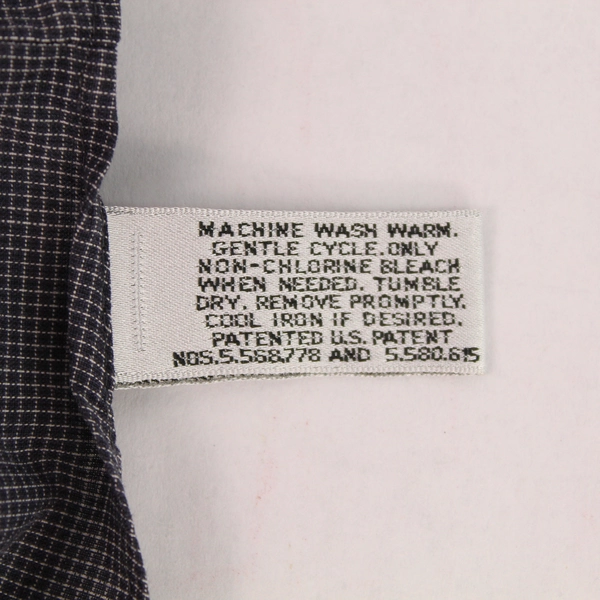 MACHINE WASH WARM.
GENTLE CYCLE.ONLY
NON-CHLORINE BLEACH
WHEN NEEDED. TUMBLE
DRY. REMOVE PROMPTLY.
COOL IRON IF DESIRED.
PATENTED U.S. PATENT
NOS.5.568.778 AND 5.580.615